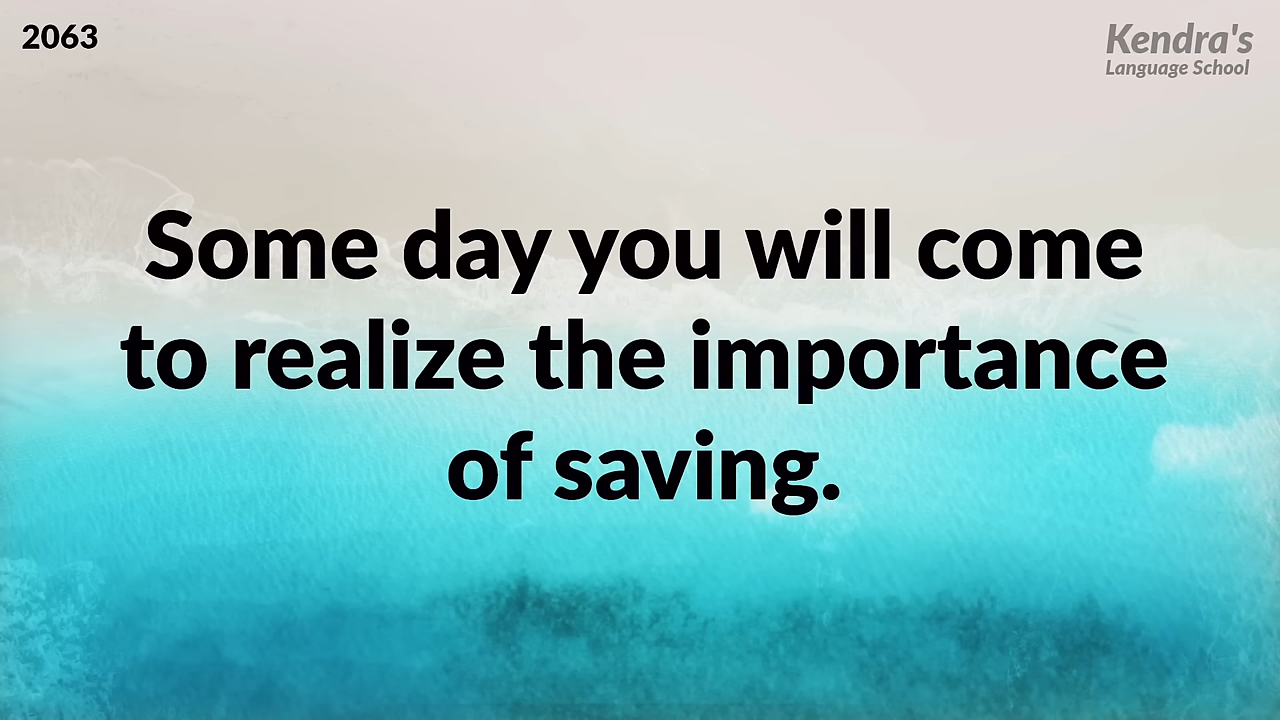 2063
Kendra's
Language School
Some day you will come
to realize the importance
of saving.